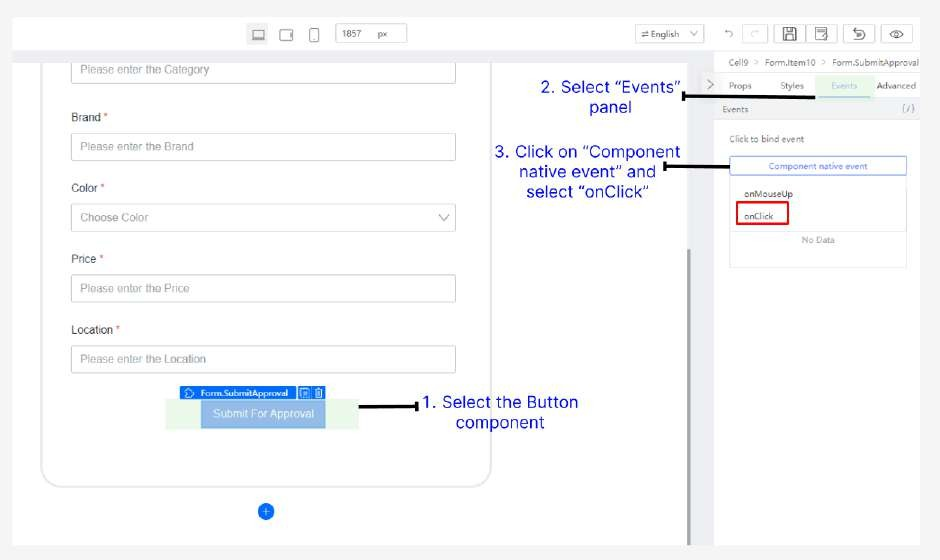 1857 px
⇄ English
Cell9 > Form.Item10 > Form.SubmitApproval
Props Styles Events Advanced
Events {/}
Click to bind event
Component native event
onMouseUp
onClick
No Data
2. Select “Events”
panel
3. Click on “Component
native event” and
select “onClick”
Please enter the Category
Brand *
Please enter the Brand
Color *
Choose Color
Price *
Please enter the Price
Location *
Please enter the Location
Form.SubmitApproval
Submit For Approval
1. Select the Button
component